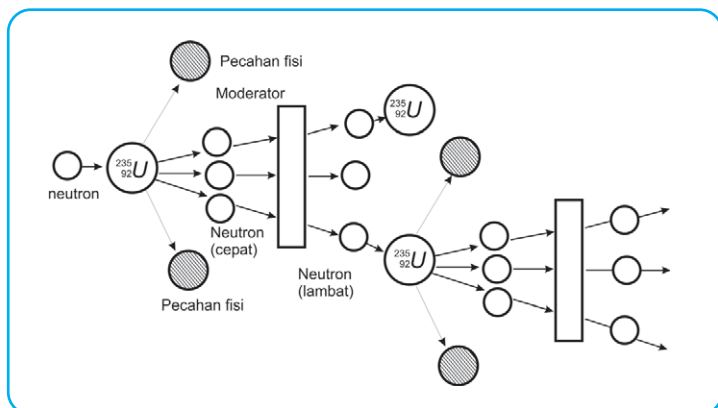 Pecahan fisi
Moderator
235
92U
235
92U
neutron
Neutron
(cepat)
235
92U
Neutron
(lambat)
Pecahan fisi